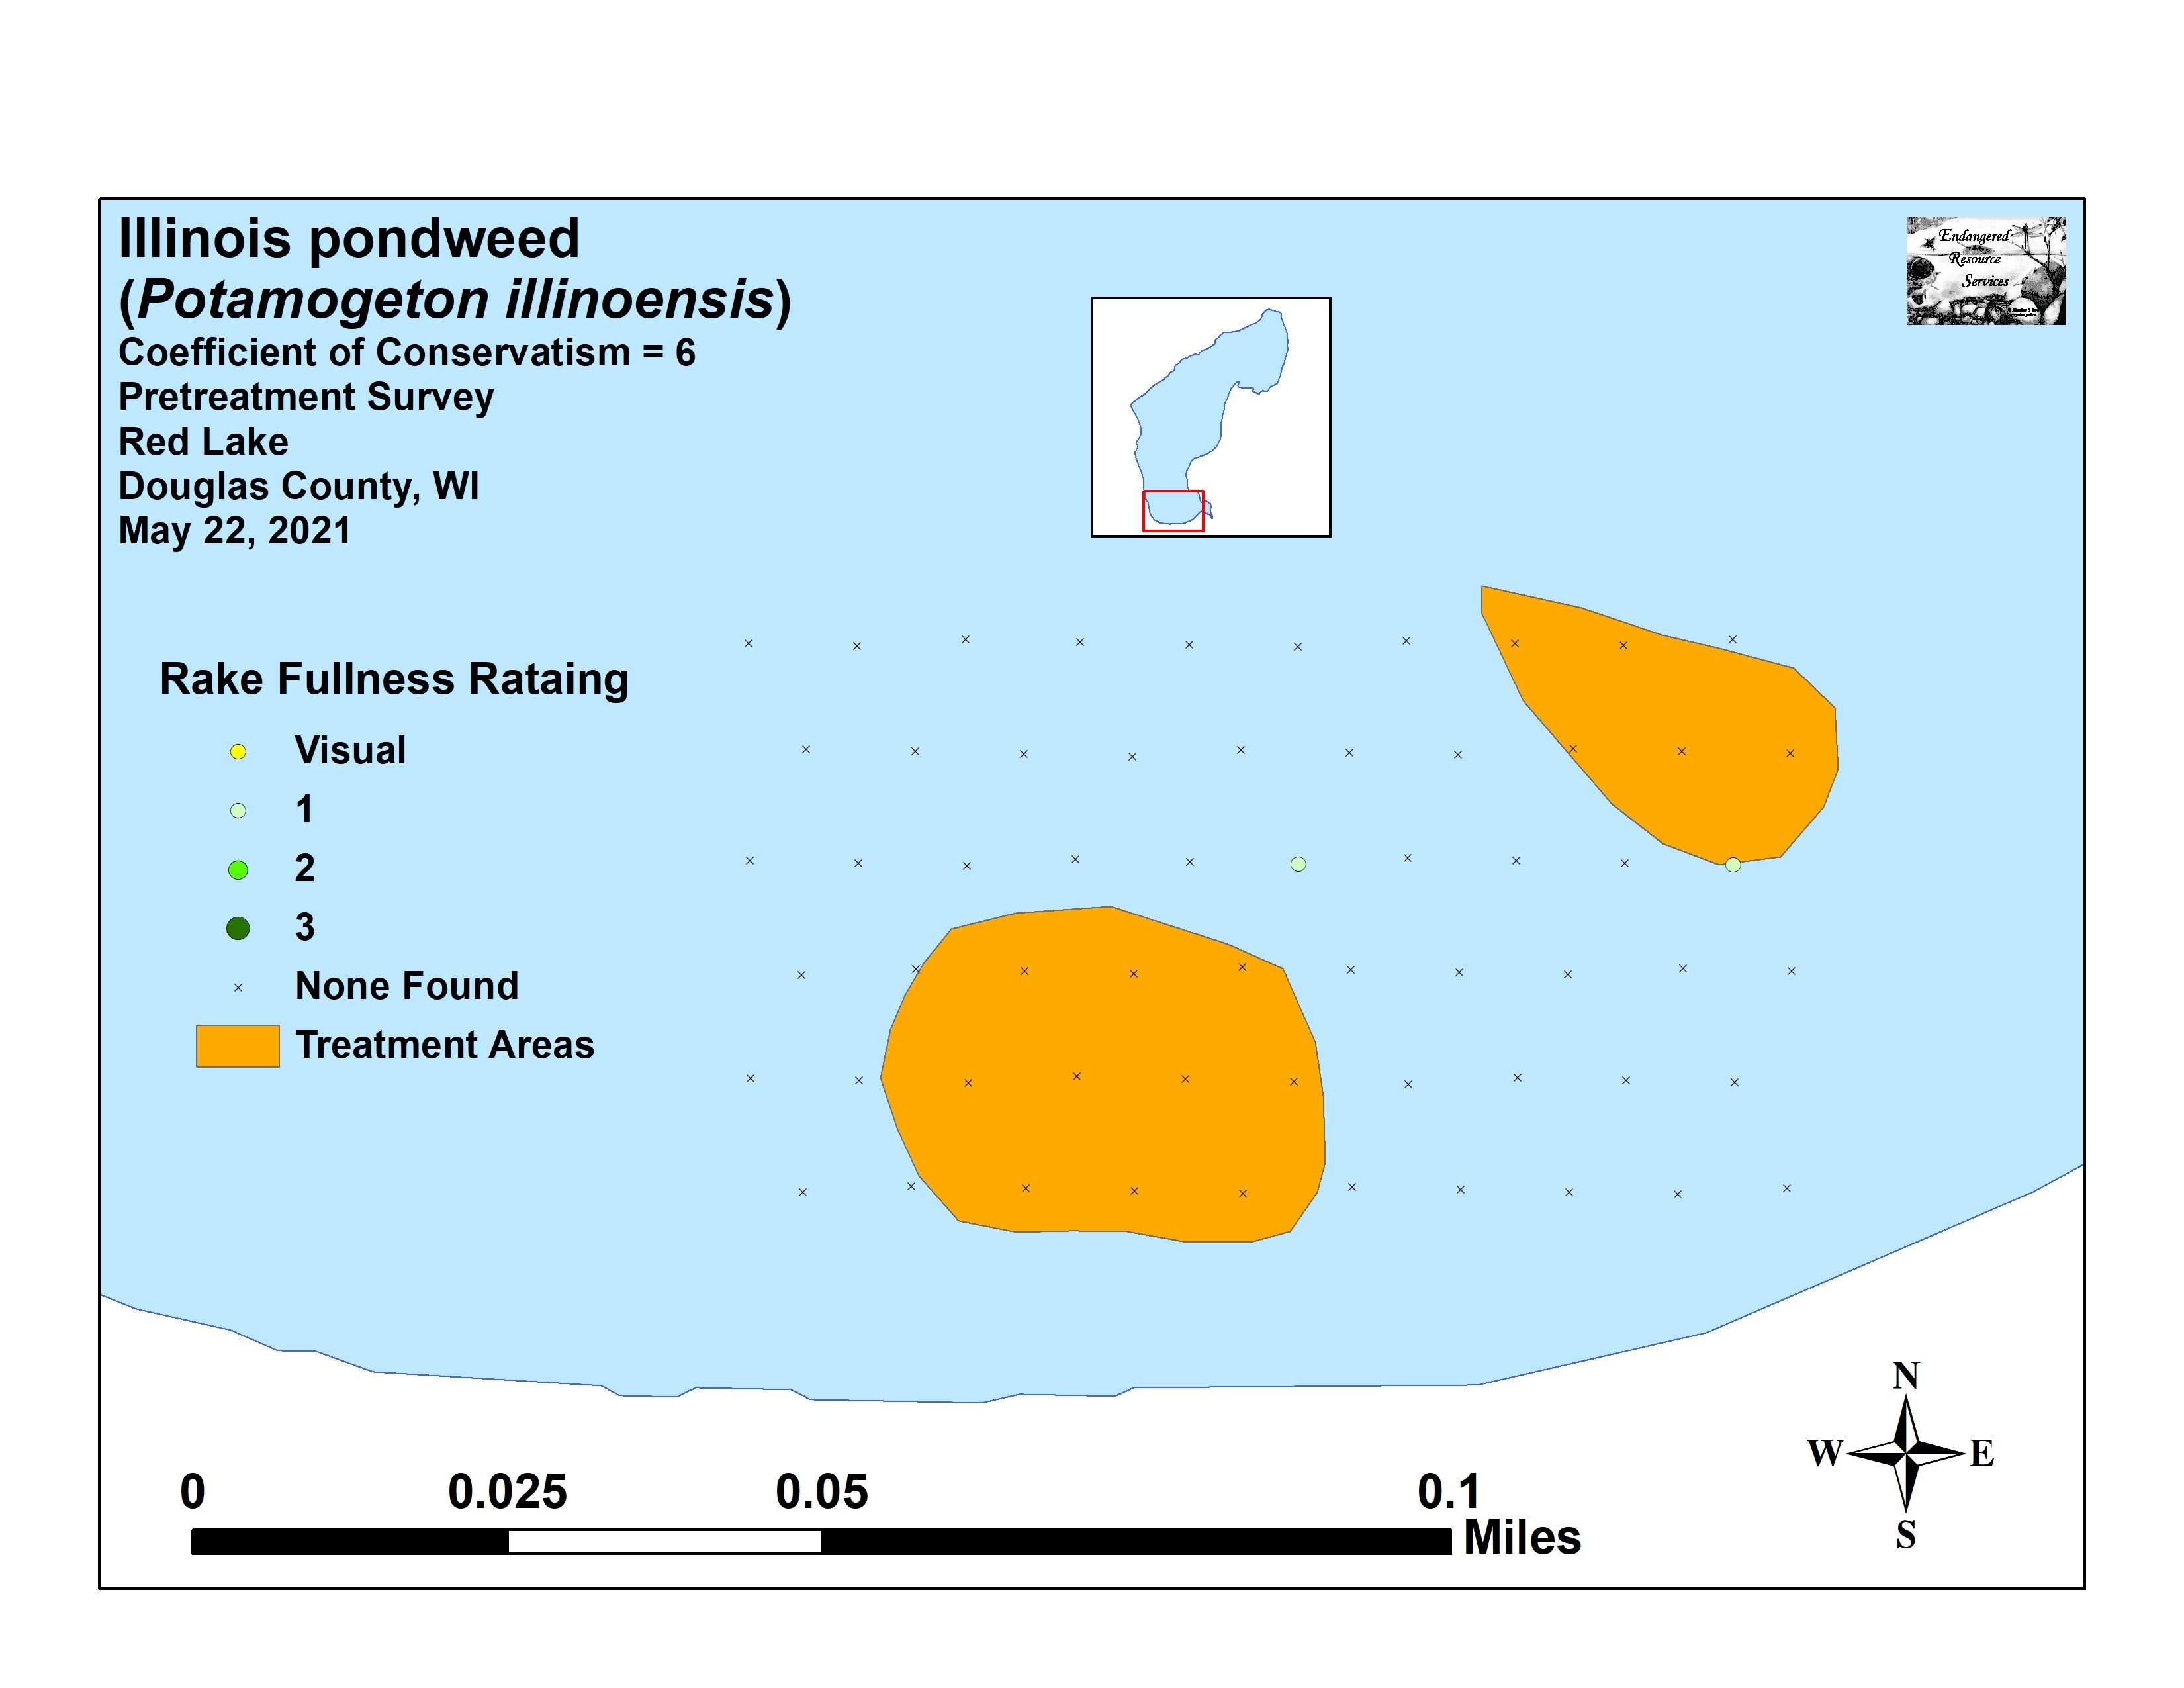 Illinois pondweed
(Potamogeton illinoensis)
Coefficient of Conservatism = 6
Pretreatment Survey
Red Lake
Douglas County, WI
May 22, 2021
Endangered
Resource
Services
Rake Fullness Rataing
Visual
1
2
3
None Found
Treatment Areas
N
W E
S
0 0.025 0.05 0.1
Miles